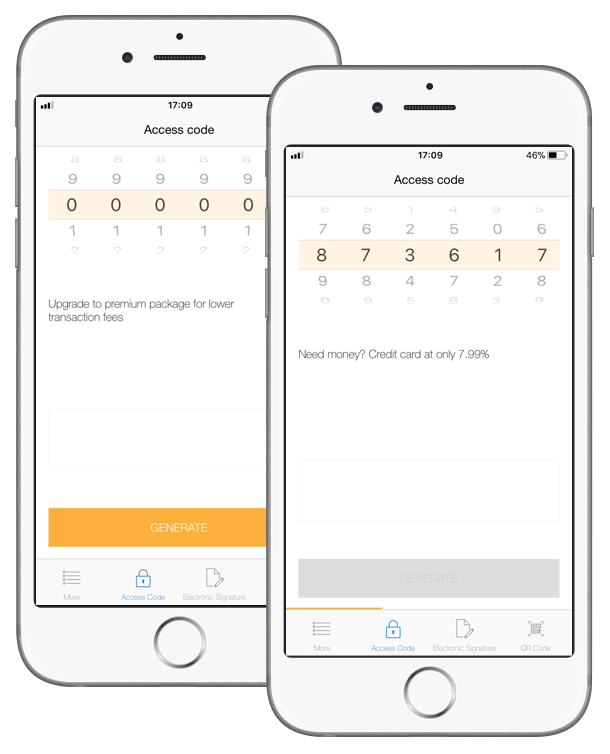 17:09
Access code
8 8 8 8 8
9 9 9 9 9
0 0 0 0 0
1 1 1 1 1
2 2 2 2 2
Upgrade to premium package for lower
transaction fees
GENERATE
More Access Code Electronic Signature
17:09 46%
Access code
6 5 1 4 9 5
7 6 2 5 0 6
8 7 3 6 1 7
9 8 4 7 2 8
0 9 5 8 3 9
Need money? Credit card at only 7.99%
GENERATE
More Access Code Electronic Signature QR Code